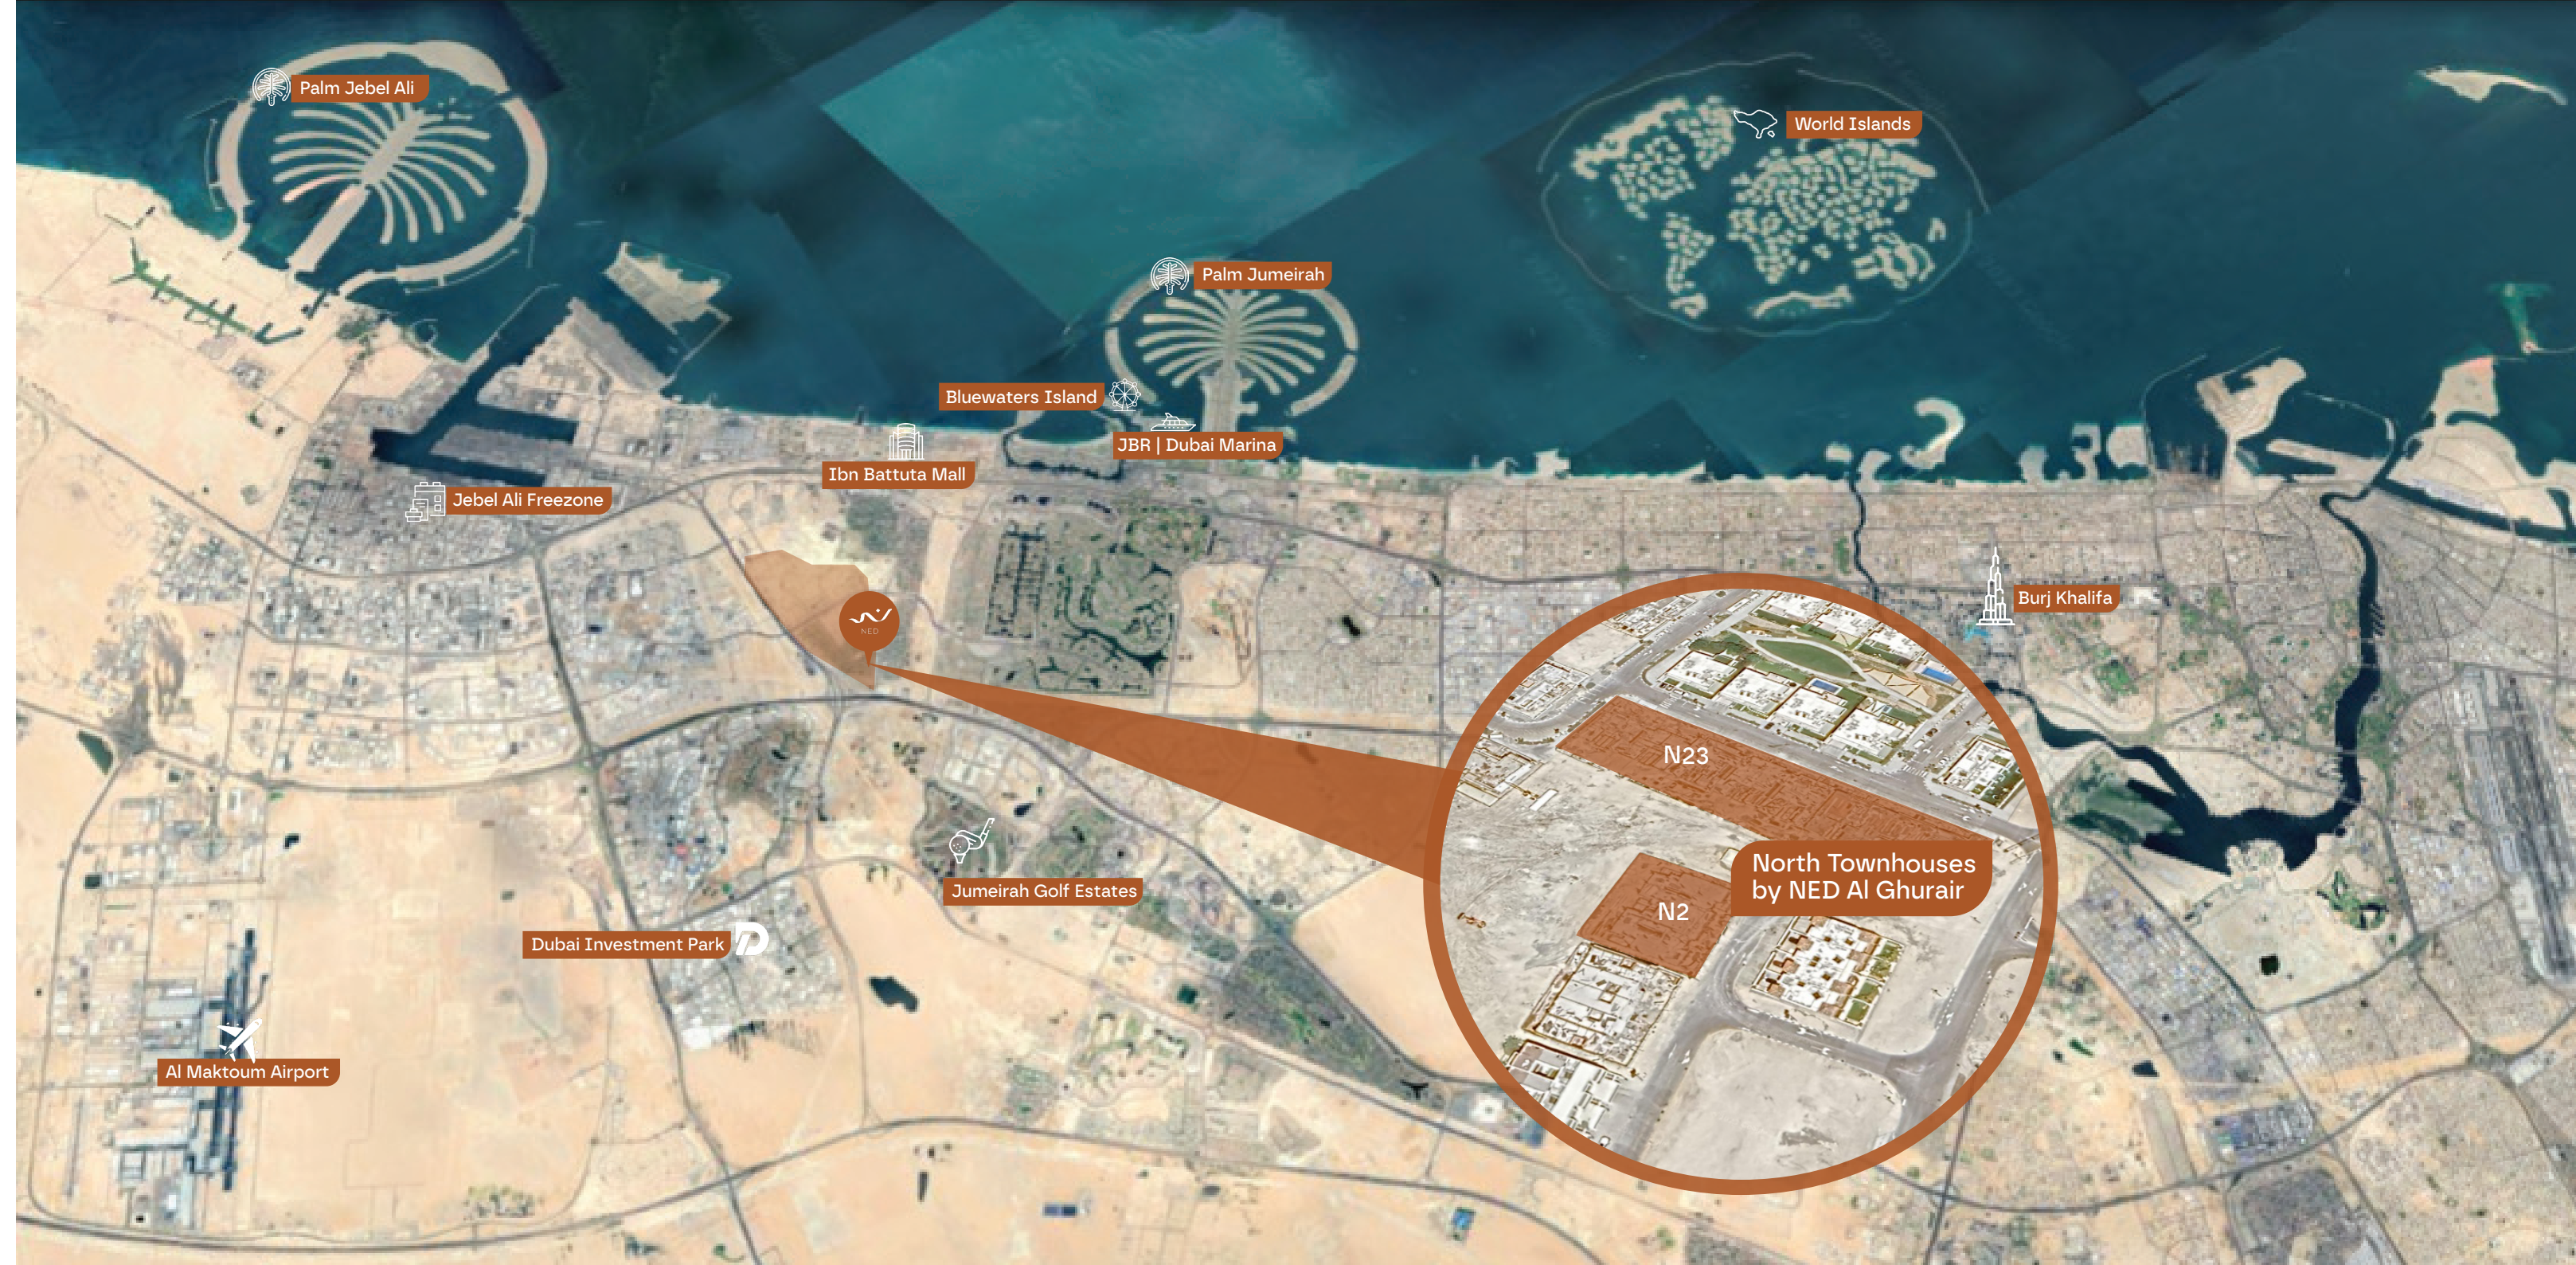 Palm Jebel Ali
World Islands
Palm Jumeirah
Bluewaters Island
JBR | Dubai Marina
Ibn Battuta Mall
Jebel Ali Freezone
Burj Khalifa
NED
N23
North Townhouses
by NED Al Ghurair
N2
Jumeirah Golf Estates
Dubai Investment Park
Al Maktoum Airport